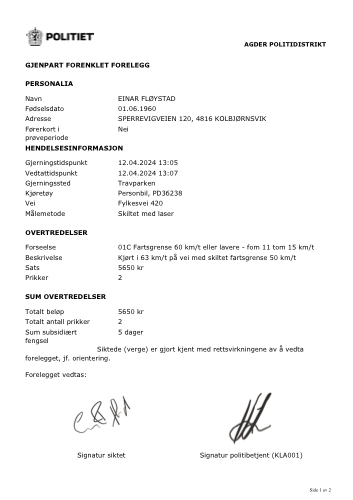 POLITIET
AGDER POLITIDISTRIKT
GJENPART FORENKLET FORELEGG
PERSONALIA
Navn EINAR FLØYSTAD
Fødselsdato 01.06.1960
Adresse SPERREVIGVEIEN 120, 4816 KOLBJØRNSVIK
Førerkort i Nei
prøveperiode
HENDELSESINFORMASJON
Gjerningstidspunkt 12.04.2024 13:05
Vedtattidspunkt 12.04.2024 13:07
Gjerningssted Travparken
Kjøretøy Personbil, PD36238
Vei Fylkesvei 420
Målemetode Skiltet med laser
OVERTREDELSER
Forseelse 01C Fartsgrense 60 km/t eller lavere - fom 11 tom 15 km/t
Beskrivelse Kjørt i 63 km/t på vei med skiltet fartsgrense 50 km/t
Sats 5650 kr
Prikker 2
SUM OVERTREDELSER
Totalt beløp 5650 kr
Totalt antall prikker 2
Sum subsidiært 5 dager
fengsel
Siktede (verge) er gjort kjent med rettsvirkningene av å vedta
forelegget, jf. orientering.
Forelegget vedtas:
Signatur siktet Signatur politibetjent (KLA001)
Side 1 av 2